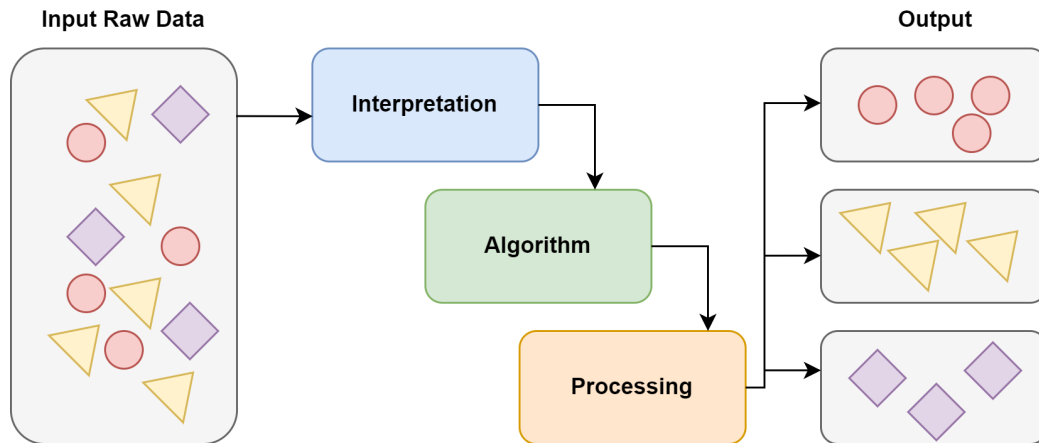 Input Raw Data
Output
Interpretation
Algorithm
Processing